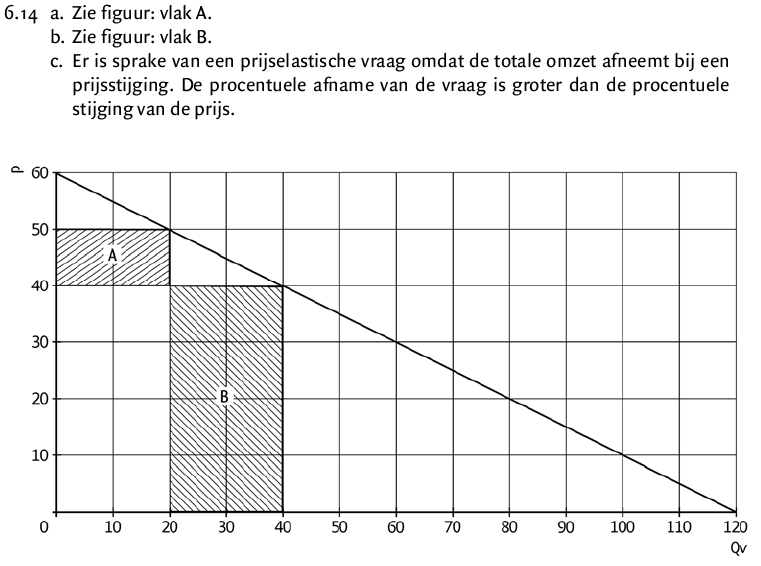 6.14 a. Zie figuur: vlak A.
b. Zie figuur: vlak B.
c. Er is sprake van een prijselastische vraag omdat de totale omzet afneemt bij een
prijsstijging. De procentuele afname van de vraag is groter dan de procentuele
stijging van de prijs.
p 60
50
A
40
30
20
B
10
0 10 20 30 40 50 60 70 80 90 100 110 120
Qv